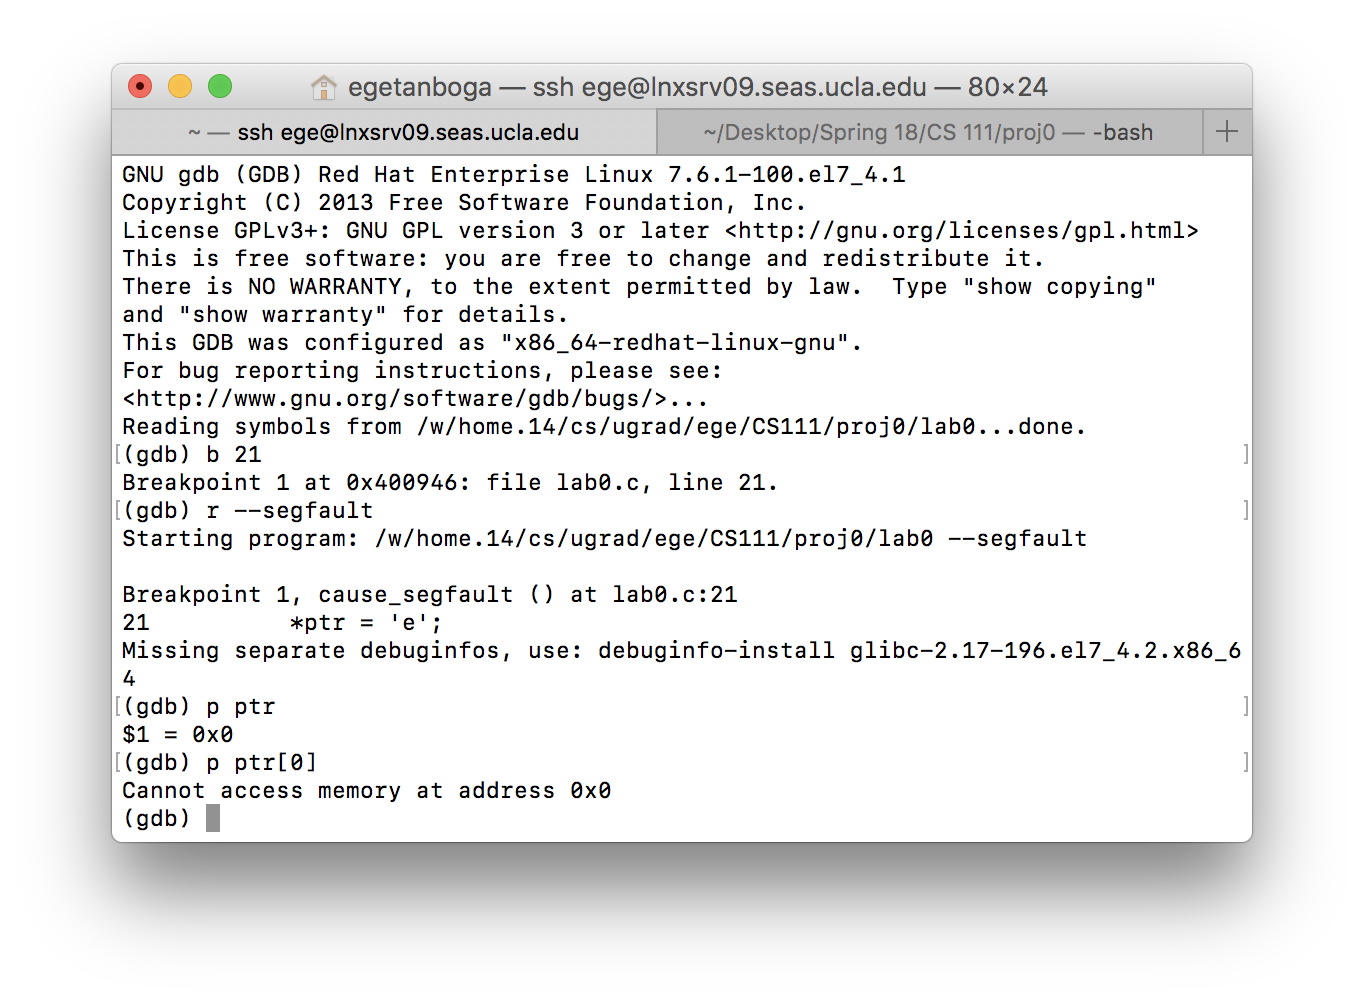 egetanboga — ssh ege@lnxsrv09.seas.ucla.edu — 80×24
~ — ssh ege@lnxsrv09.seas.ucla.edu
~/Desktop/Spring 18/CS 111/proj0 — -bash
GNU gdb (GDB) Red Hat Enterprise Linux 7.6.1-100.el7_4.1
Copyright (C) 2013 Free Software Foundation, Inc.
License GPLv3+: GNU GPL version 3 or later <http://gnu.org/licenses/gpl.html>
This is free software: you are free to change and redistribute it.
There is NO WARRANTY, to the extent permitted by law.  Type "show copying"
and "show warranty" for details.
This GDB was configured as "x86_64-redhat-linux-gnu".
For bug reporting instructions, please see:
<http://www.gnu.org/software/gdb/bugs/>...
Reading symbols from /w/home.14/cs/ugrad/ege/CS111/proj0/lab0...done.
[(gdb) b 21 ]
Breakpoint 1 at 0x400946: file lab0.c, line 21.
[(gdb) r --segfault ]
Starting program: /w/home.14/cs/ugrad/ege/CS111/proj0/lab0 --segfault
Breakpoint 1, cause_segfault () at lab0.c:21
21          *ptr = 'e';
Missing separate debuginfos, use: debuginfo-install glibc-2.17-196.el7_4.2.x86_6
4
[(gdb) p ptr ]
$1 = 0x0
[(gdb) p ptr[0] ]
Cannot access memory at address 0x0
(gdb)